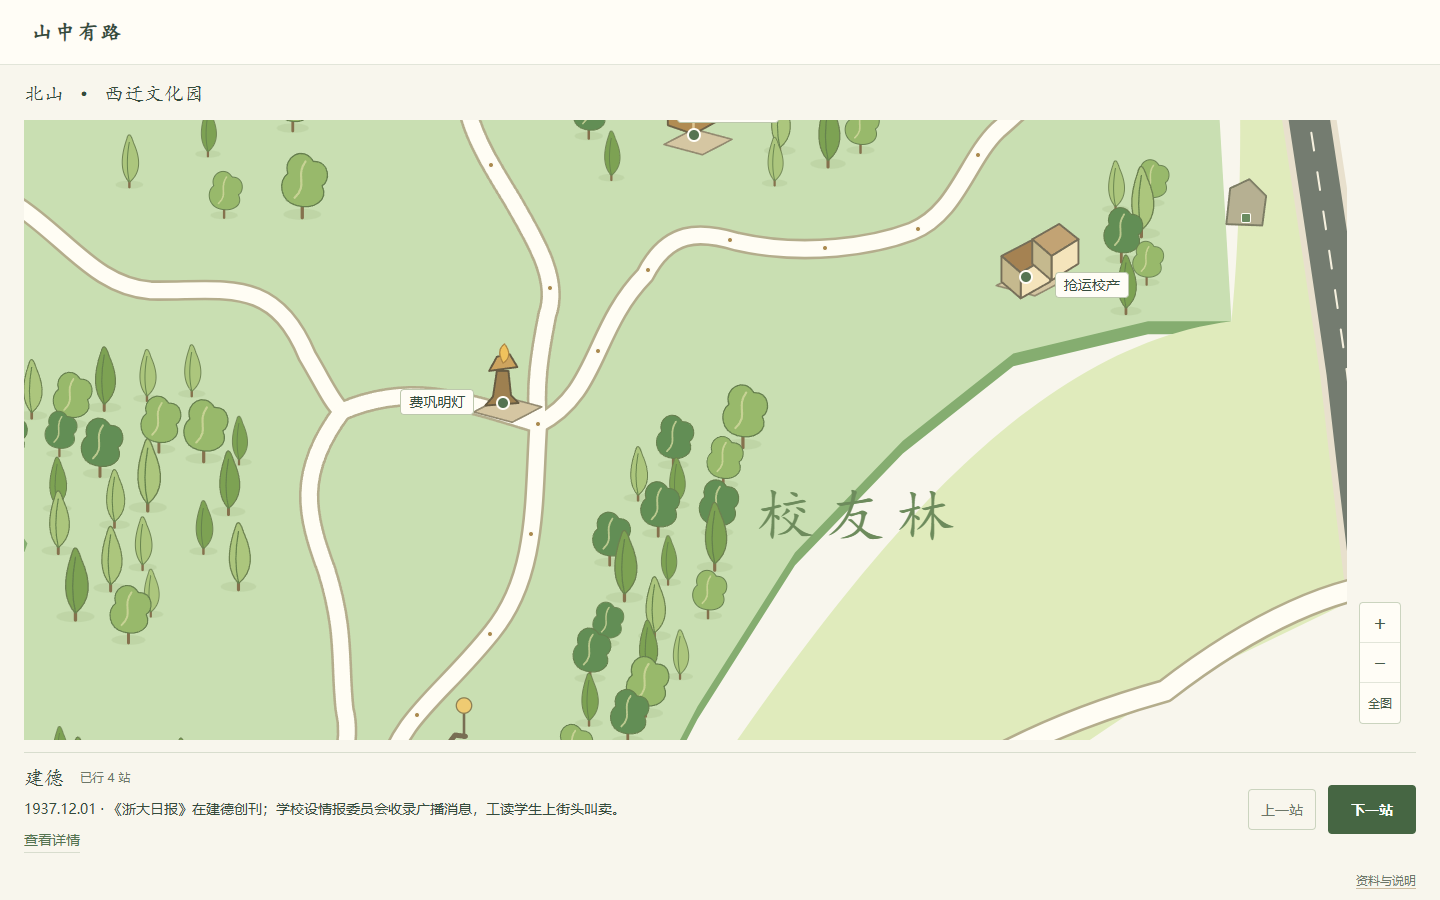 山中有路
北山 • 西迁文化园
抢运校产
费巩明灯
校友林
+
−
全图
建德 已行 4 站
1937.12.01 · 《浙大日报》在建德创刊；学校设情报委员会收录广播消息，工读学生上街头叫卖。
查看详情
上一站
下一站
资料与说明